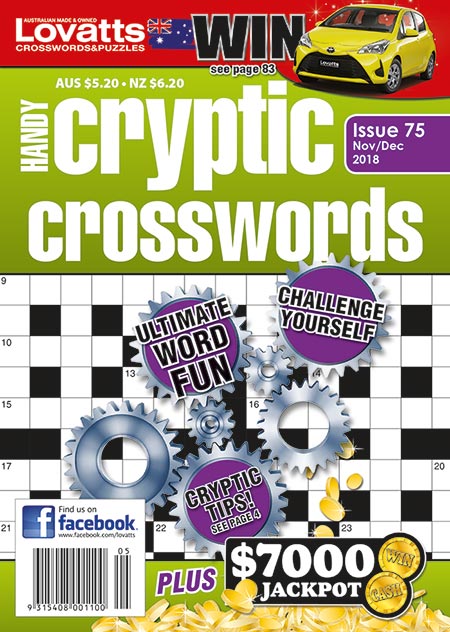 AUSTRALIAN MADE & OWNED
Lovatts
CROSSWORDS&PUZZLES
WIN
see page 83
AUS $5.20 • NZ $6.20
HANDY
cryptic
crosswords
Issue 75
Nov/Dec
2018
9
10
13
15
16
17
20
21
23
ULTIMATE
WORD
FUN
CHALLENGE
YOURSELF
CRYPTIC
TIPS!
SEE PAGE 4
Find us on
facebook.
www.facebook.com/lovatts
05
9 315408 001100
PLUS
$7000
JACKPOT
WIN
CASH